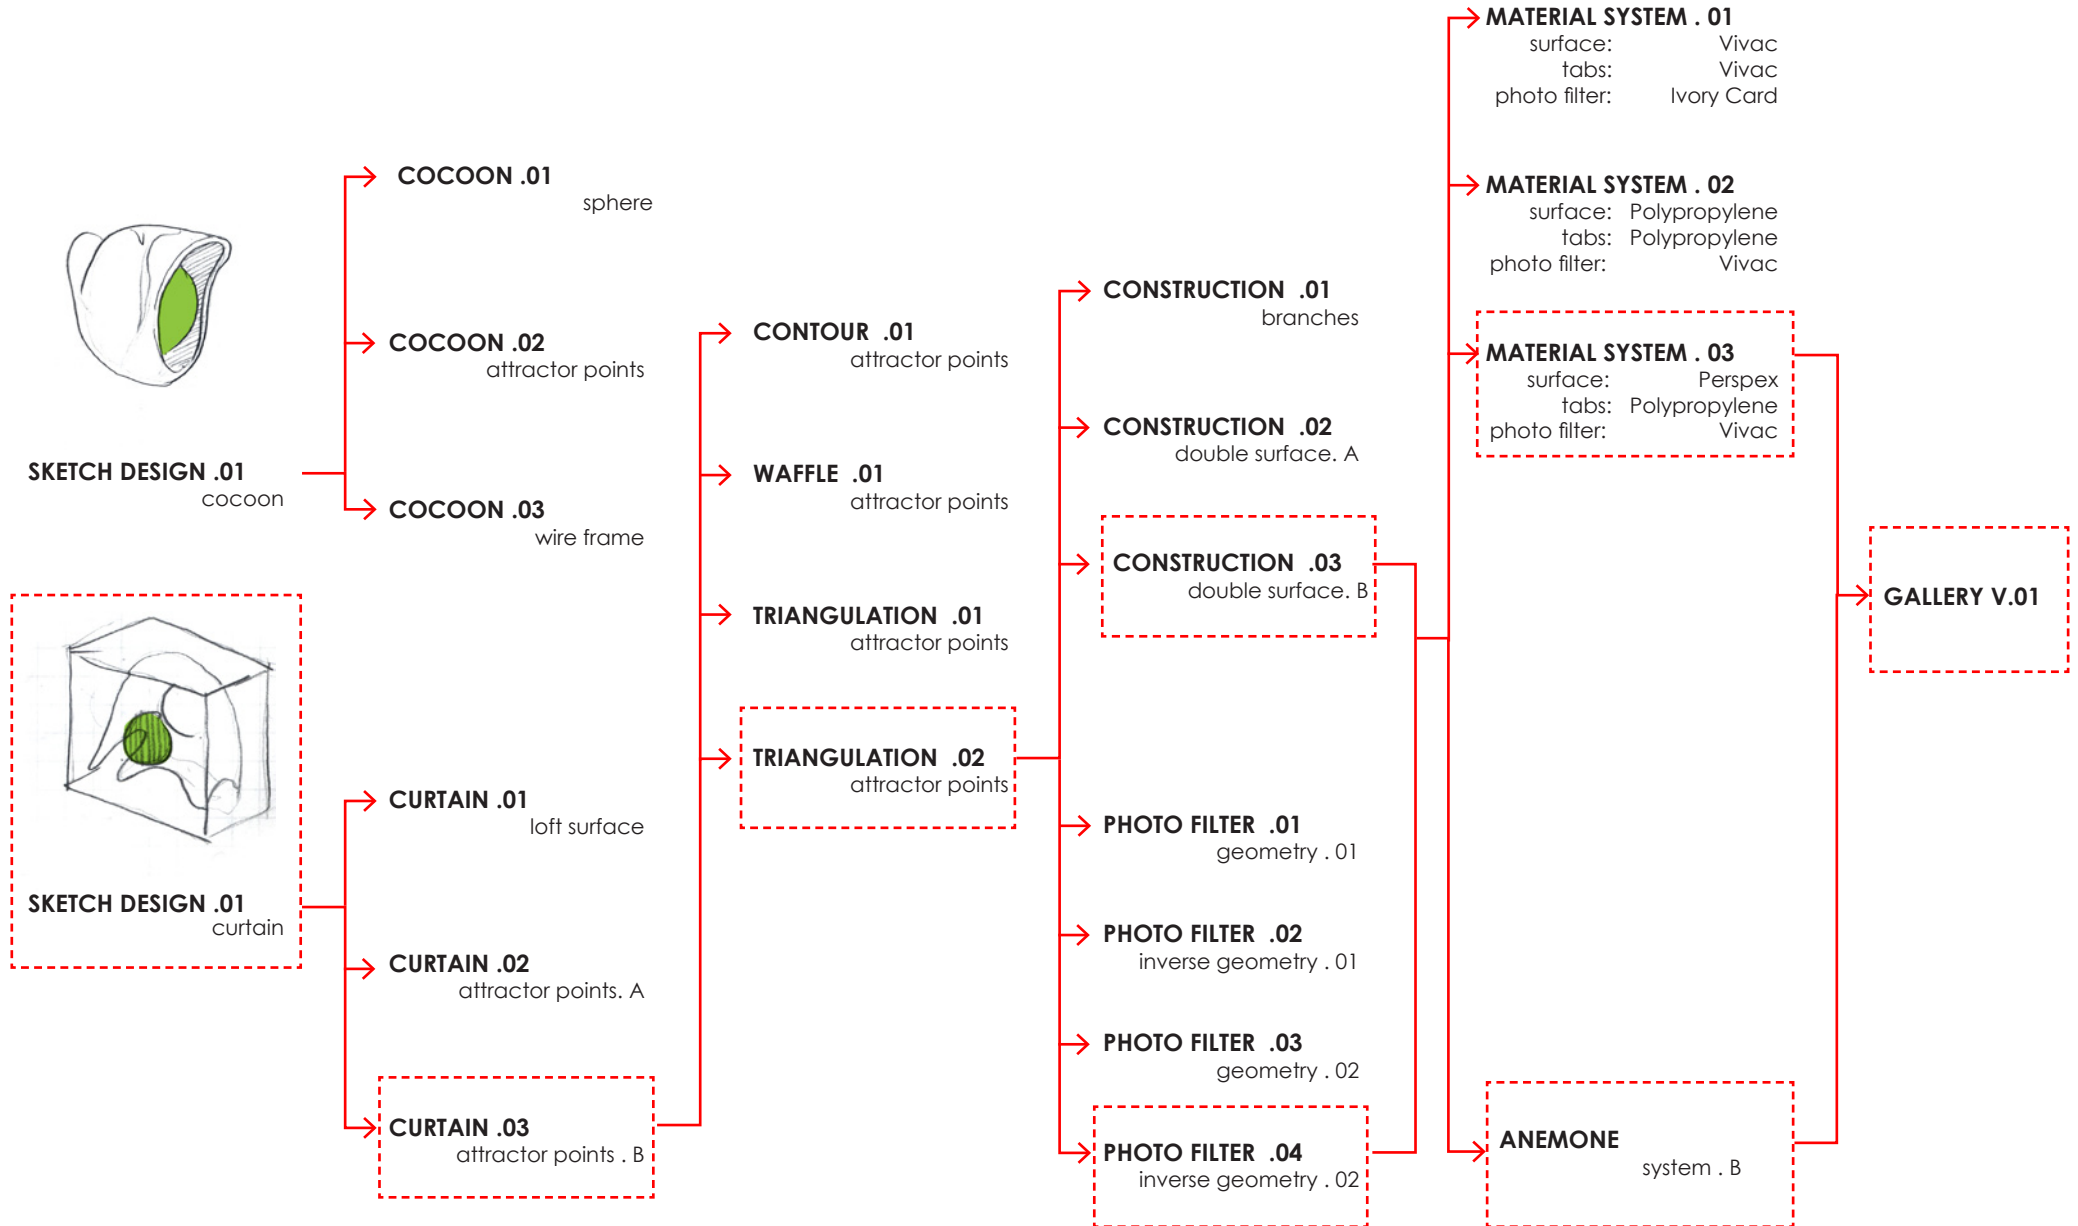 SKETCH DESIGN .01
cocoon
SKETCH DESIGN .01
curtain
COCOON .01
sphere
COCOON .02
attractor points
COCOON .03
wire frame
CURTAIN .01
loft surface
CURTAIN .02
attractor points. A
CURTAIN .03
attractor points . B
CONTOUR .01
attractor points
WAFFLE .01
attractor points
TRIANGULATION .01
attractor points
TRIANGULATION .02
attractor points
CONSTRUCTION .01
branches
CONSTRUCTION .02
double surface. A
CONSTRUCTION .03
double surface. B
PHOTO FILTER .01
geometry . 01
PHOTO FILTER .02
inverse geometry . 01
PHOTO FILTER .03
geometry . 02
PHOTO FILTER .04
inverse geometry . 02
MATERIAL SYSTEM . 01
surface: Vivac
tabs: Vivac
photo filter: Ivory Card
MATERIAL SYSTEM . 02
surface: Polypropylene
tabs: Polypropylene
photo filter: Vivac
MATERIAL SYSTEM . 03
surface: Perspex
tabs: Polypropylene
photo filter: Vivac
ANEMONE
system . B
GALLERY V.01